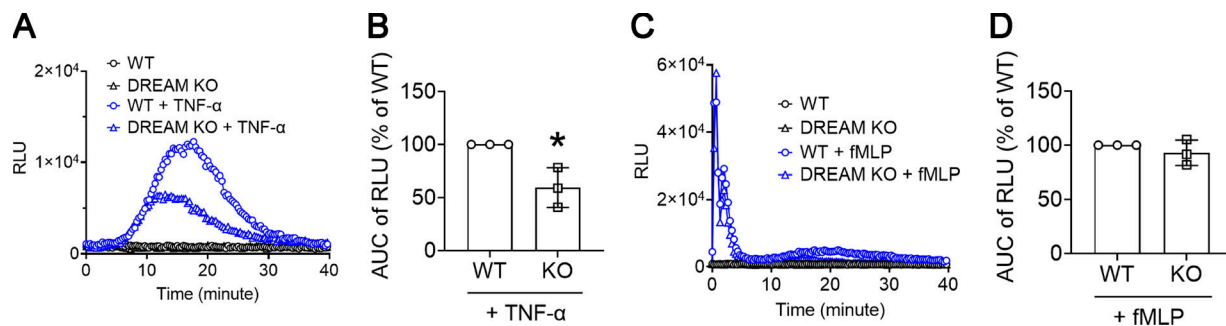 A
2×10⁴
1×10⁴
0
RLU
WT
DREAM KO
WT + TNF-α
DREAM KO + TNF-α
0 10 20 30 40
Time (minute)
B
AUC of RLU (% of WT)
150
100
50
0
*
WT KO
+ TNF-α
C
6×10⁴
4×10⁴
2×10⁴
0
RLU
WT
DREAM KO
WT + fMLP
DREAM KO + fMLP
0 10 20 30 40
Time (minute)
D
AUC of RLU (% of WT)
150
100
50
0
WT KO
+ fMLP